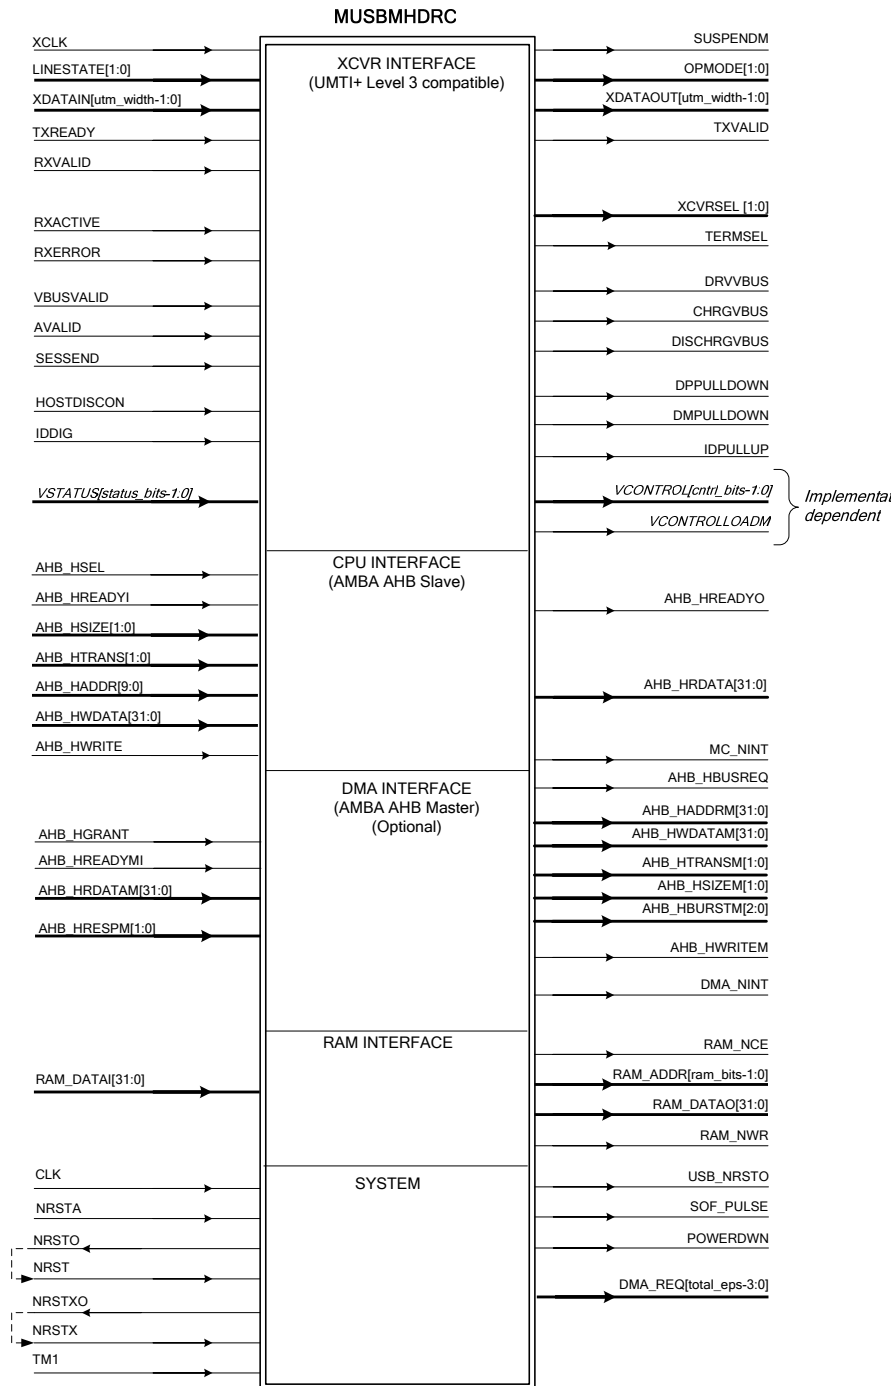 MUSBMHDRC
XCLK
LINESTATE[1:0]
XDATAIN[utm_width-1:0]
TXREADY
RXVALID
RXACTIVE
RXERROR
VBUSVALID
AVALID
SESSEND
HOSTDISCON
IDDIG
VSTATUS[status_bits-1:0]
XCVR INTERFACE
(UMTI+ Level 3 compatible)
SUSPENDM
OPMODE[1:0]
XDATAOUT[utm_width-1:0]
TXVALID
XCVRSEL [1:0]
TERMSEL
DRVVBUS
CHRGVBUS
DISCHRGVBUS
DPPULLDOWN
DMPULLDOWN
IDPULLUP
VCONTROL[cntrl_bits-1:0]
VCONTROLLOADM
Implementat
dependent
AHB_HSEL
AHB_HREADYI
AHB_HSIZE[1:0]
AHB_HTRANS[1:0]
AHB_HADDR[9:0]
AHB_HWDATA[31:0]
AHB_HWRITE
CPU INTERFACE
(AMBA AHB Slave)
AHB_HREADYO
AHB_HRDATA[31:0]
MC_NINT
AHB_HGRANT
AHB_HREADYMI
AHB_HRDATAM[31:0]
AHB_HRESPM[1:0]
DMA INTERFACE
(AMBA AHB Master)
(Optional)
AHB_HBUSREQ
AHB_HADDRM[31:0]
AHB_HWDATAM[31:0]
AHB_HTRANSM[1:0]
AHB_HSIZEM[1:0]
AHB_HBURSTM[2:0]
AHB_HWRITEM
DMA_NINT
RAM_DATAI[31:0]
RAM INTERFACE
RAM_NCE
RAM_ADDR[ram_bits-1:0]
RAM_DATAO[31:0]
RAM_NWR
CLK
NRSTA
NRSTO
NRST
NRSTXO
NRSTX
TM1
SYSTEM
USB_NRSTO
SOF_PULSE
POWERDWN
DMA_REQ[total_eps-3:0]